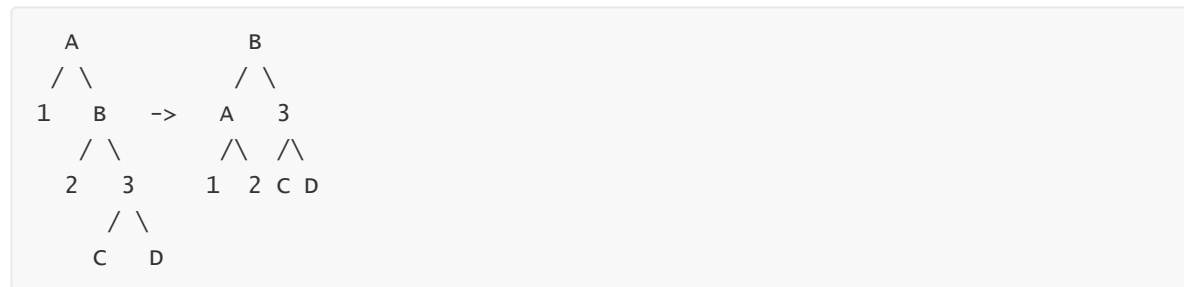 A            B
 / \          / \
1   B   ->   A   3
   / \       /\  /\
  2   3     1  2 C D
     / \
    C   D